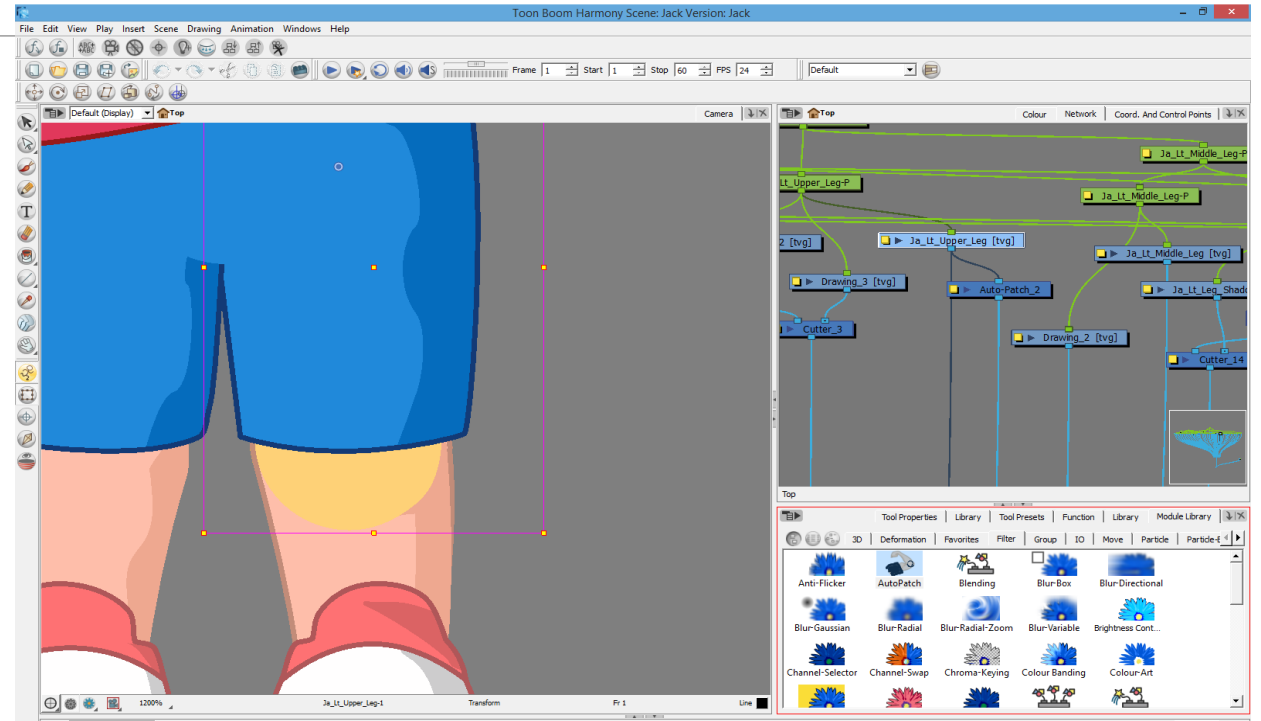 Toon Boom Harmony Scene: Jack Version: Jack
File Edit View Play Insert Scene Drawing Animation Windows Help
Frame 1 Start 1 Stop 60 FPS 24 Default
Default (Display) Top Camera
Top Colour Network Coord. And Control Points
Ja_Lt_Middle_Leg-P
Lt_Upper_Leg-P
Ja_Lt_Middle_Leg-P
2 [tvg]
Ja_Lt_Upper_Leg [tvg]
Ja_Lt_Middle_Leg [tvg]
Drawing_3 [tvg]
Auto-Patch_2
Ja_Lt_Leg_Shado
Cutter_3
Drawing_2 [tvg]
Cutter_14
Top
Tool Properties Library Tool Presets Function Library Module Library
3D Deformation Favorites Filter Group IO Move Particle Particle-E
Anti-Flicker AutoPatch Blending Blur-Box Blur-Directional
Blur-Gaussian Blur-Radial Blur-Radial-Zoom Blur-Variable Brightness Cont...
Channel-Selector Channel-Swap Chroma-Keying Colour Banding Colour-Art
1200% Ja_Lt_Upper_Leg-1 Transform Fr 1 Line